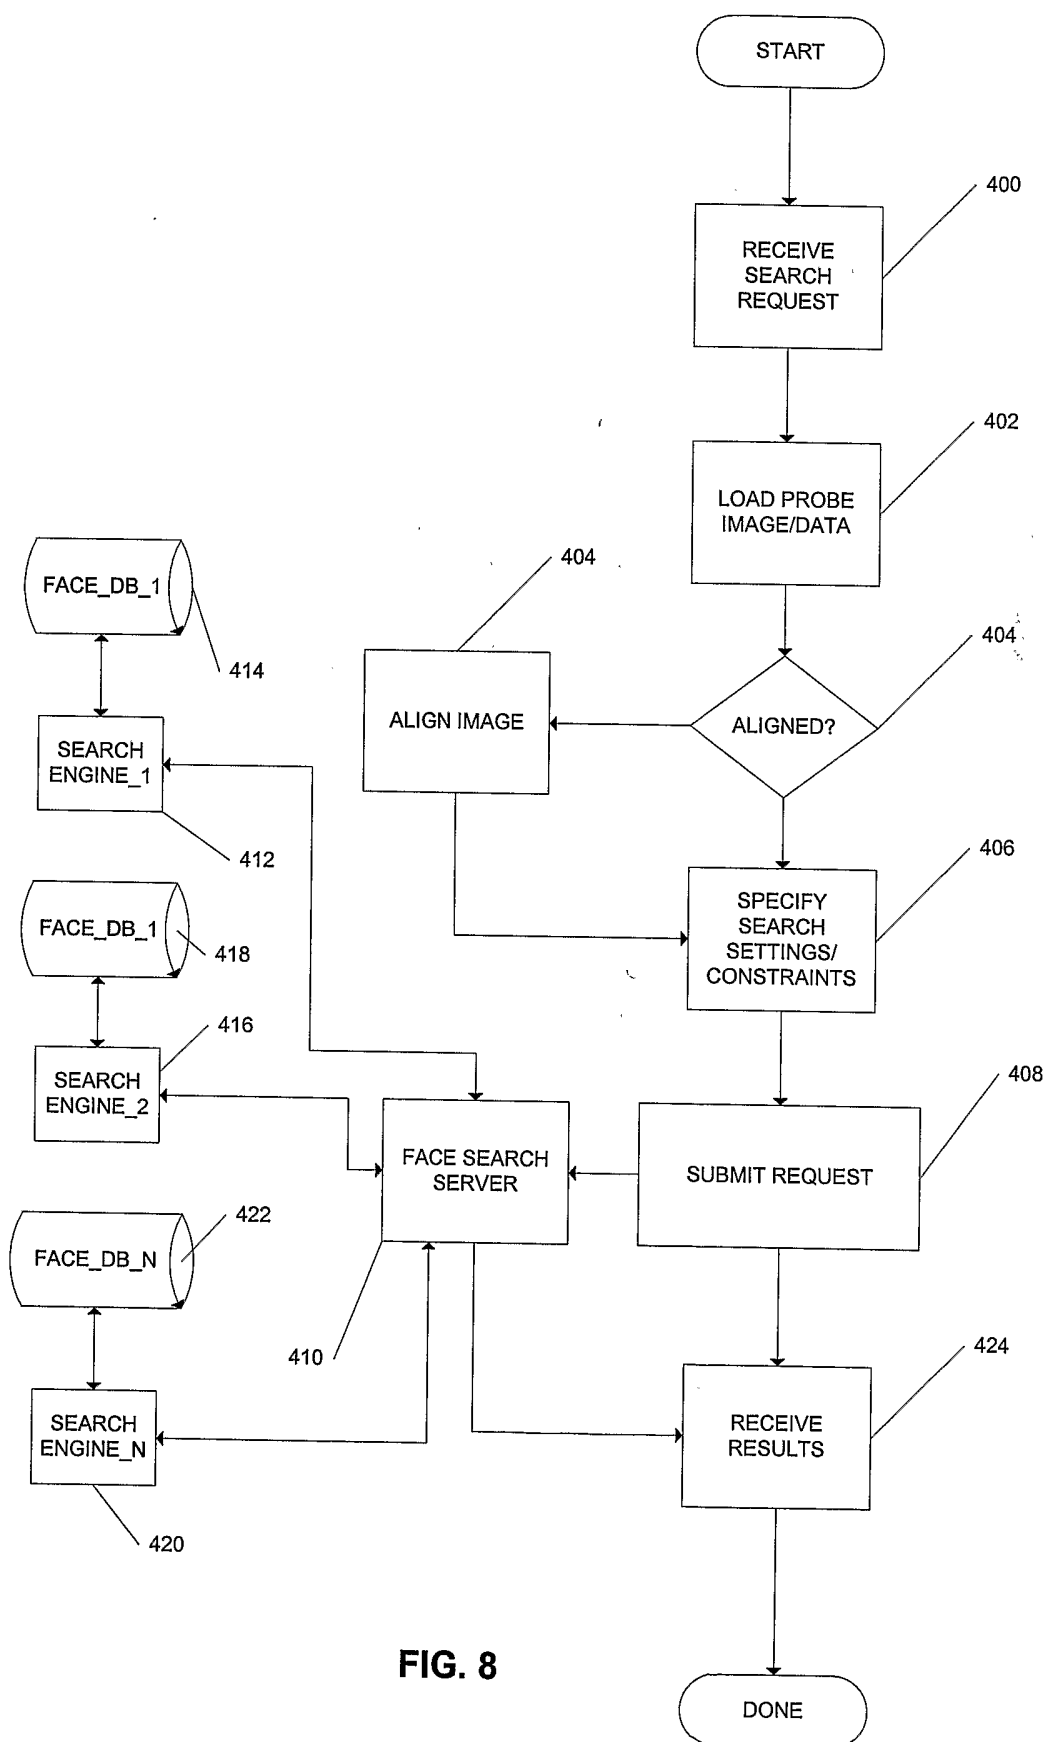 START
400
RECEIVE
SEARCH
REQUEST
402
LOAD PROBE
IMAGE/DATA
404
ALIGN IMAGE
404
ALIGNED?
FACE_DB_1
414
SEARCH
ENGINE_1
412
406
SPECIFY
SEARCH
SETTINGS/
CONSTRAINTS
FACE_DB_1
418
416
SEARCH
ENGINE_2
408
FACE SEARCH
SERVER
SUBMIT REQUEST
422
FACE_DB_N
410
424
SEARCH
ENGINE_N
RECEIVE
RESULTS
420
FIG. 8
DONE